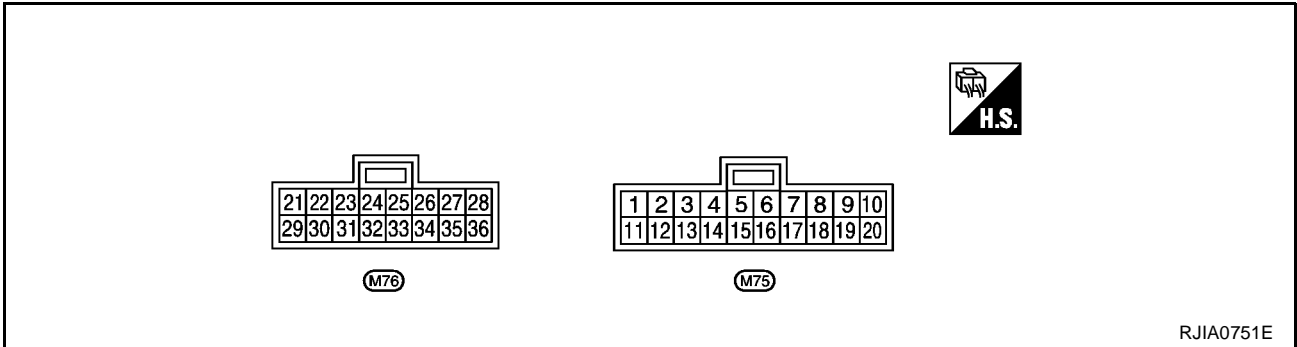 H.S.
21 22 23 24 25 26 27 28
29 30 31 32 33 34 35 36
M76
1 2 3 4 5 6 7 8 9 10
11 12 13 14 15 16 17 18 19 20
M75
RJIA0751E